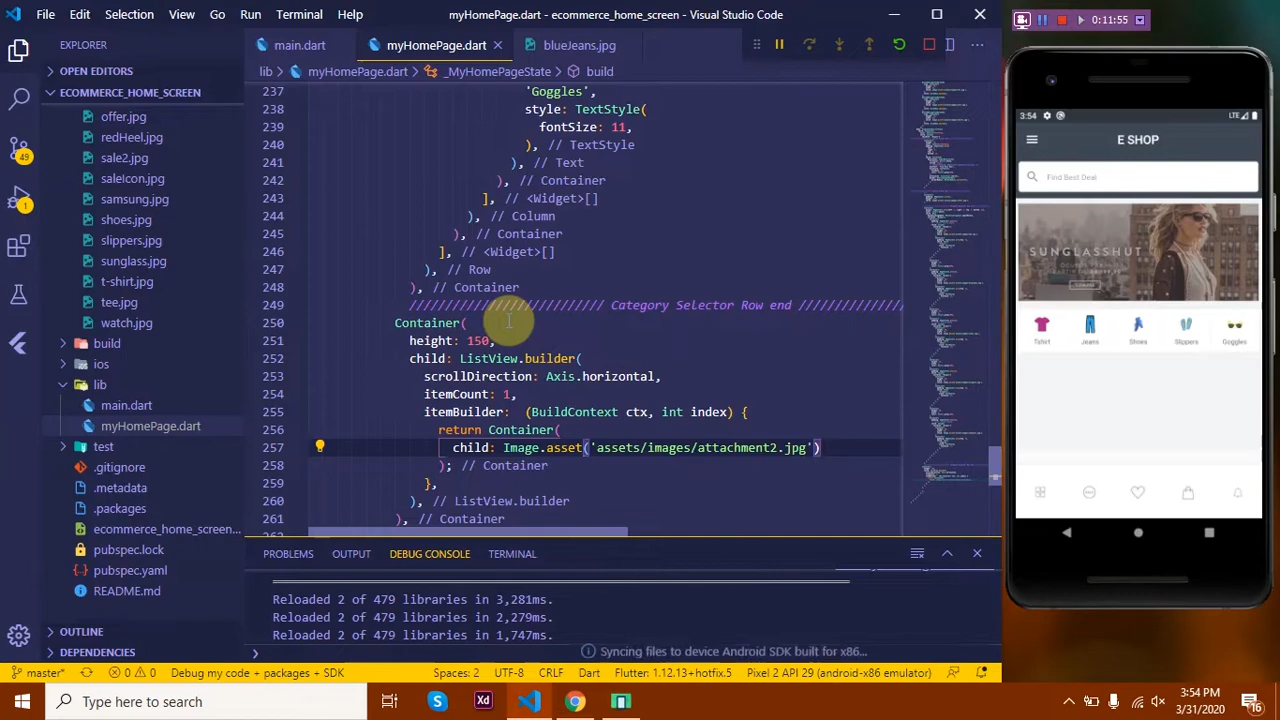 File Edit Selection View Go Run Terminal Help
myHomePage.dart - ecommerce_home_screen - Visual Studio Code
0:11:55
EXPLORER
OPEN EDITORS
ECOMMERCE_HOME_SCREEN
offer.jpg
redHeel.jpg
sale2.jpg
saleIcon.jpg
samsung.jpg
shoes.jpg
slippers.jpg
sunglass.jpg
t-shirt.jpg
tee.jpg
watch.jpg
build
ios
lib
main.dart
myHomePage.dart
test
.gitignore
.metadata
.packages
ecommerce_home_screen...
pubspec.lock
pubspec.yaml
README.md
OUTLINE
DEPENDENCIES
49
1
main.dart myHomePage.dart blueJeans.jpg
lib myHomePage.dart _MyHomePageState build
237 'Goggles',
238 style: TextStyle(
239 fontSize: 11,
240 ), // TextStyle
241 ), // Text
242 ), // Container
243 ], // <Widget>[]
244 ), // Column
245 ), // Container
246 ], // <Widget>[]
247 ), // Row
248 ), // Container
249 /////////////////////// Category Selector Row end ////////////
250 Container(
251 height: 150,
252 child: ListView.builder(
253 scrollDirection: Axis.horizontal,
254 itemCount: 1,
255 itemBuilder: (BuildContext ctx, int index) {
256 return Container(
257 child: Image.asset('assets/images/attachment2.jpg')
258 ); // Container
259 },
260 ), // ListView.builder
261 ), // Container
PROBLEMS OUTPUT DEBUG CONSOLE TERMINAL
Reloaded 2 of 479 libraries in 3,281ms.
Reloaded 2 of 479 libraries in 2,279ms.
Reloaded 2 of 479 libraries in 1,747ms.
Syncing files to device Android SDK built for x86...
master* 0 0 Debug my code + packages + SDK Spaces: 2 UTF-8 CRLF Dart Flutter: 1.12.13+hotfix.5 Pixel 2 API 29 (android-x86 emulator)
Type here to search
Xd
3:54 PM
3/31/2020
16
3:54 LTE
E SHOP
Find Best Deal
SUNGLASSHUT
Tshirt Jeans Shoes Slippers Goggles